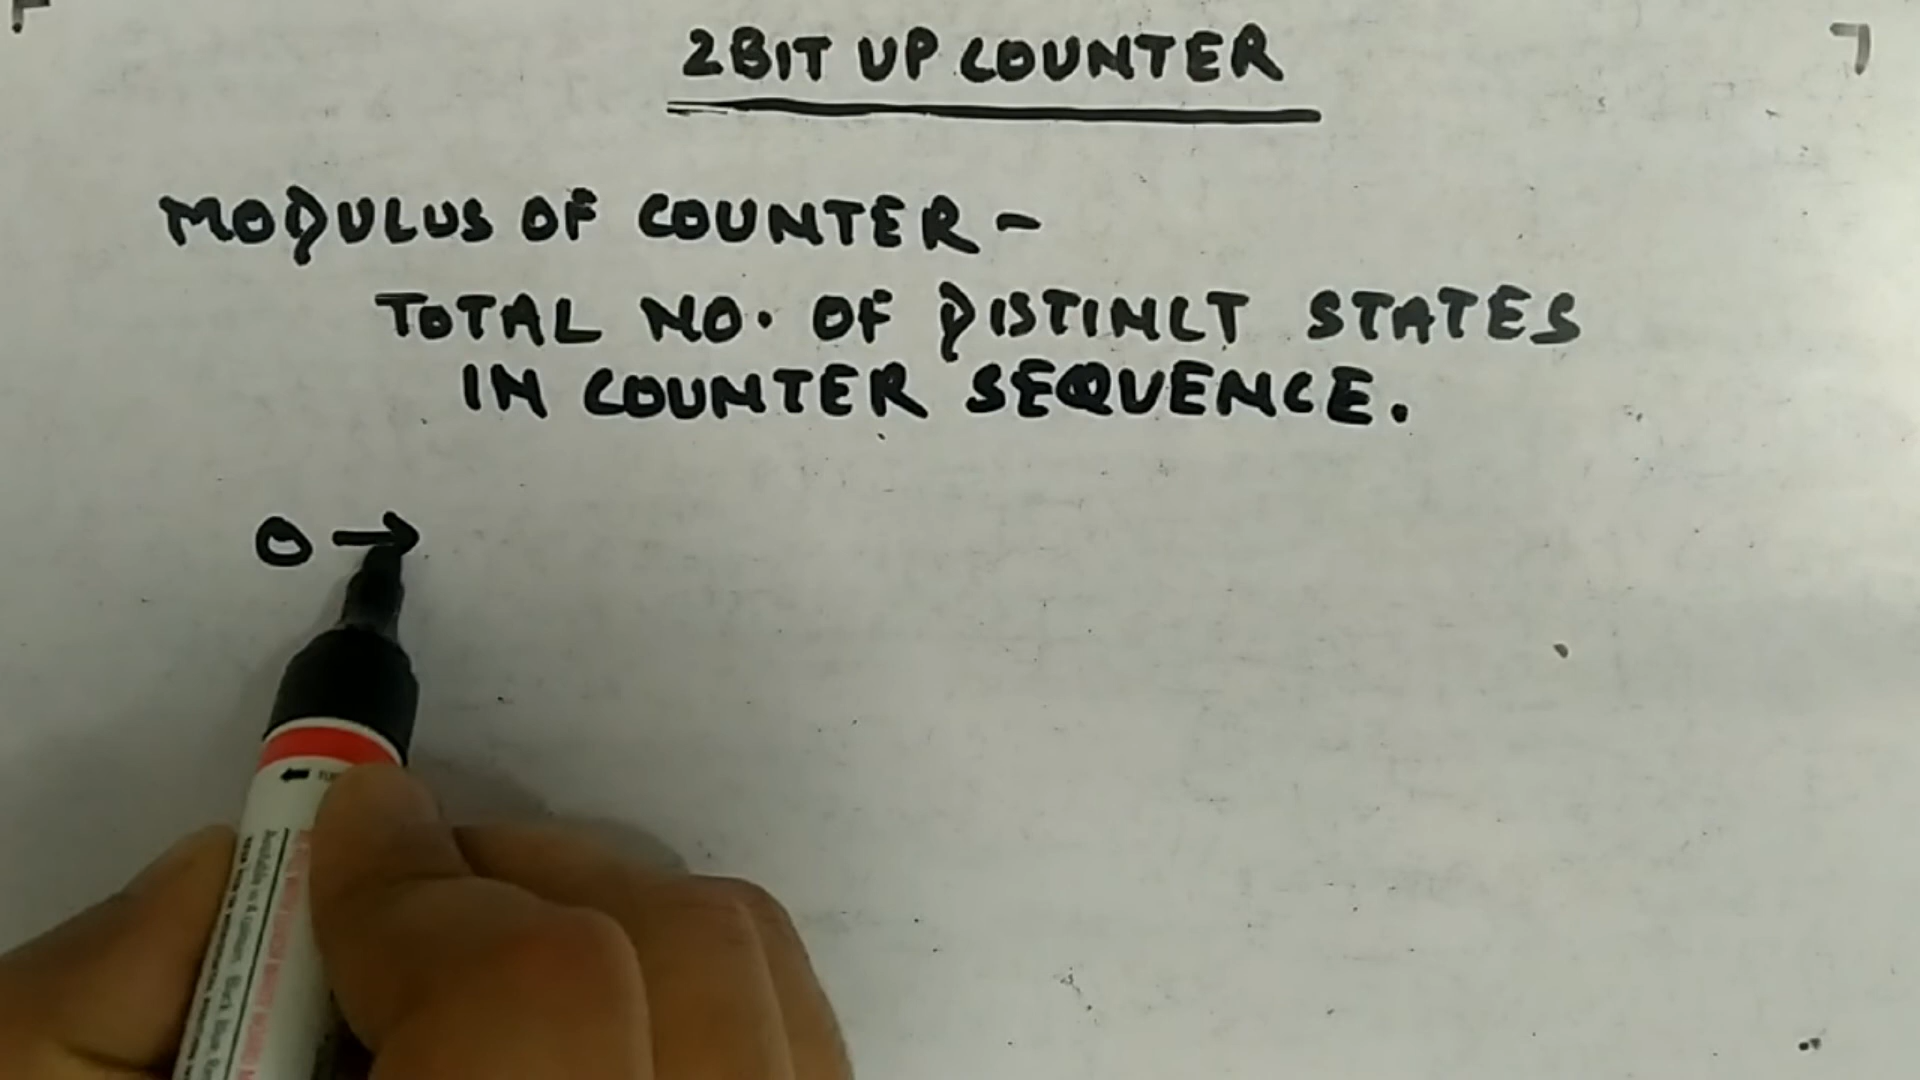 2BIT UP COUNTER
MODULUS OF COUNTER -
TOTAL NO. OF DISTINCT STATES
IN COUNTER SEQUENCE.
0 →